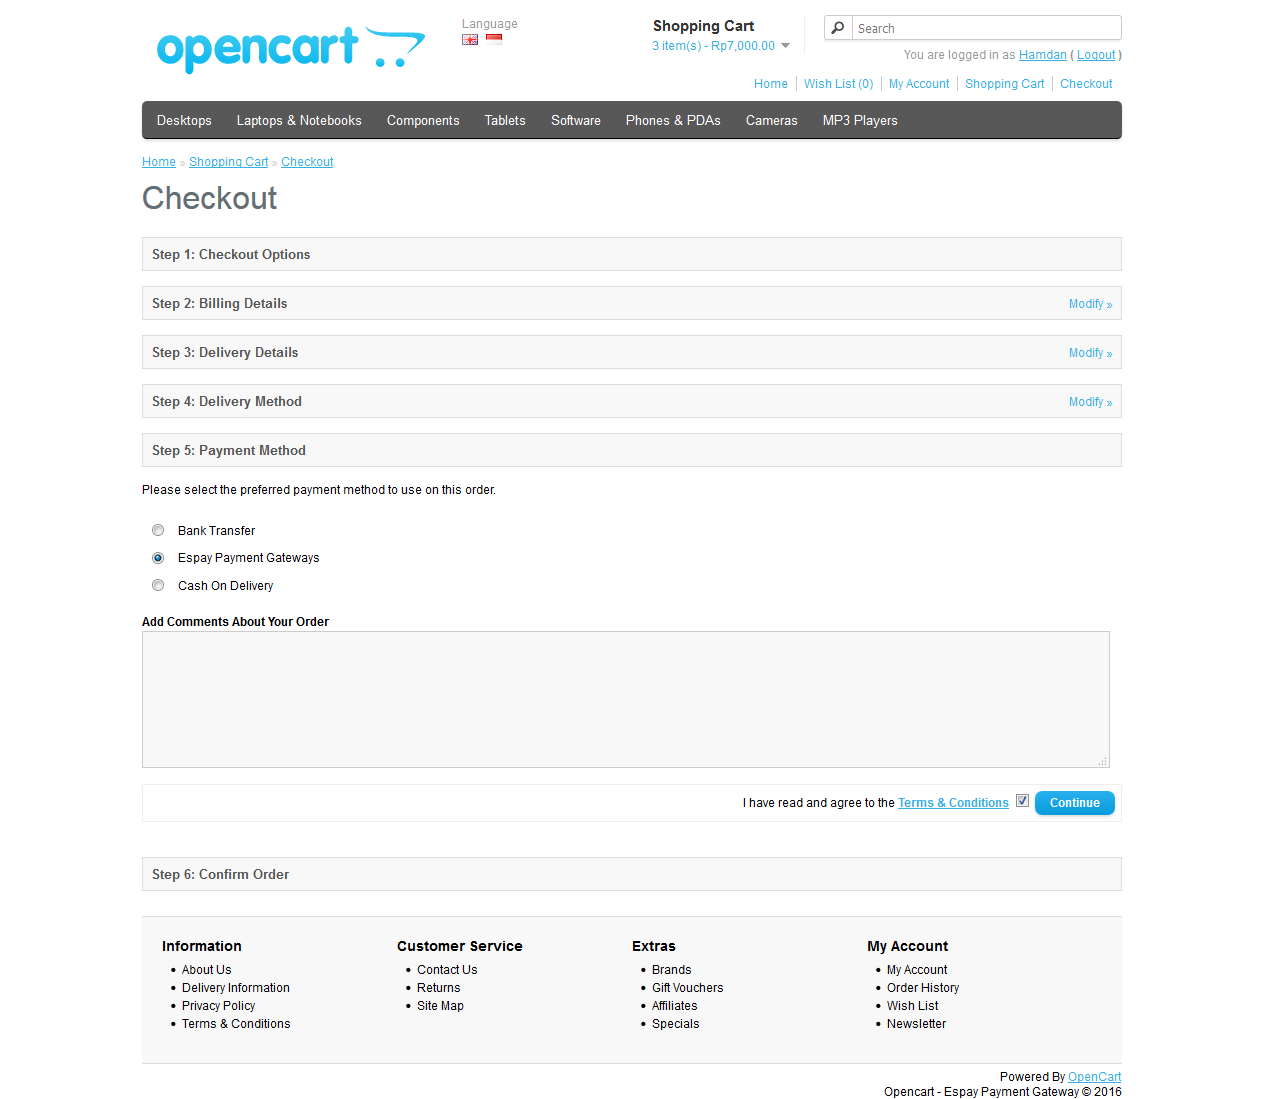 opencart
Language
Shopping Cart
3 item(s) - Rp7,000.00
Search
You are logged in as Hamdan ( Logout )
Home
Wish List (0)
My Account
Shopping Cart
Checkout
Desktops
Laptops & Notebooks
Components
Tablets
Software
Phones & PDAs
Cameras
MP3 Players
Home » Shopping Cart » Checkout
Checkout
Step 1: Checkout Options
Step 2: Billing Details
Modify »
Step 3: Delivery Details
Modify »
Step 4: Delivery Method
Modify »
Step 5: Payment Method
Please select the preferred payment method to use on this order.
Bank Transfer
Espay Payment Gateways
Cash On Delivery
Add Comments About Your Order
I have read and agree to the Terms & Conditions
Continue
Step 6: Confirm Order
Information
About Us
Delivery Information
Privacy Policy
Terms & Conditions
Customer Service
Contact Us
Returns
Site Map
Extras
Brands
Gift Vouchers
Affiliates
Specials
My Account
My Account
Order History
Wish List
Newsletter
Powered By OpenCart
Opencart - Espay Payment Gateway © 2016